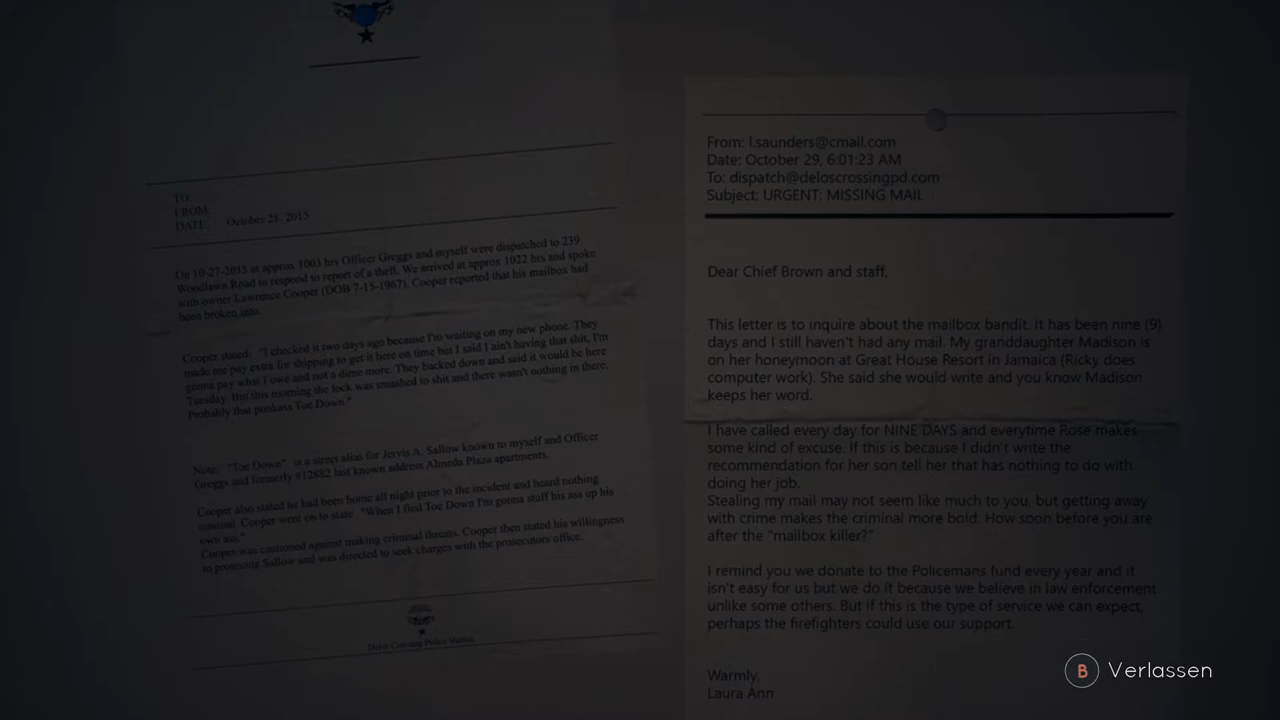 TO:
FROM:
DATE: October 28, 2015
On 10-27-2015 at approx 1003 hrs Officer Greggs and myself were dispatched to 239
Woodlawn Road to respond to report of a theft. We arrived at approx 1022 hrs and spoke
with owner Lawrence Cooper (DOB 7-15-1967). Cooper reported that his mailbox had
been broken into.
Cooper stated: "I checked it two days ago because I'm waiting on my new phone. They
made me pay extra for shipping to get it here on time but I said I ain't having that shit, I'm
gonna pay what I owe and not a dime more. They backed down and said it would be here
Tuesday. But this morning the lock was smashed to shit and there wasn't nothing in there.
Probably that punkass Toe Down."
Note: "Toe Down" is a street alias for Jervis A. Sallow known to myself and Officer
Greggs and formerly #12882 last known address Almeda Plaza apartments.
Cooper also stated he had been home all night prior to the incident and heard nothing
unusual. Cooper went on to state "When I find Toe Down I'm gonna stuff his ass up his
own ass."
Cooper was cautioned against making criminal threats. Cooper then stated his willingness
to prosecute Sallow and was directed to seek charges with the prosecutors office.
Delos Crossing Police Station
From: l.saunders@cmail.com
Date: October 29, 6:01:23 AM
To: dispatch@deloscrossingpd.com
Subject: URGENT: MISSING MAIL
Dear Chief Brown and staff,
This letter is to inquire about the mailbox bandit. It has been nine (9)
days and I still haven't had any mail. My granddaughter Madison is
on her honeymoon at Great House Resort in Jamaica (Ricky does
computer work). She said she would write and you know Madison
keeps her word.
I have called every day for NINE DAYS and everytime Rose makes
some kind of excuse. If this is because I didn't write the
recommendation for her son tell her that has nothing to do with
doing her job.
Stealing my mail may not seem like much to you, but getting away
with crime makes the criminal more bold. How soon before you are
after the "mailbox killer?"
I remind you we donate to the Policemans fund every year and it
isn't easy for us but we do it because we believe in law enforcement
unlike some others. But if this is the type of service we can expect,
perhaps the firefighters could use our support.
Warmly,
Laura Ann
B Verlassen